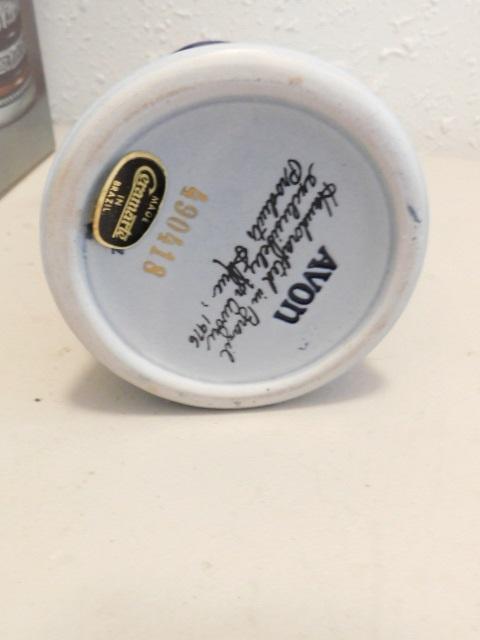 AVON
Handcrafted in Brazil
exclusively for Avon
Products Inc., 1976
490418
MADE
Ceramarte
IN
BRAZIL